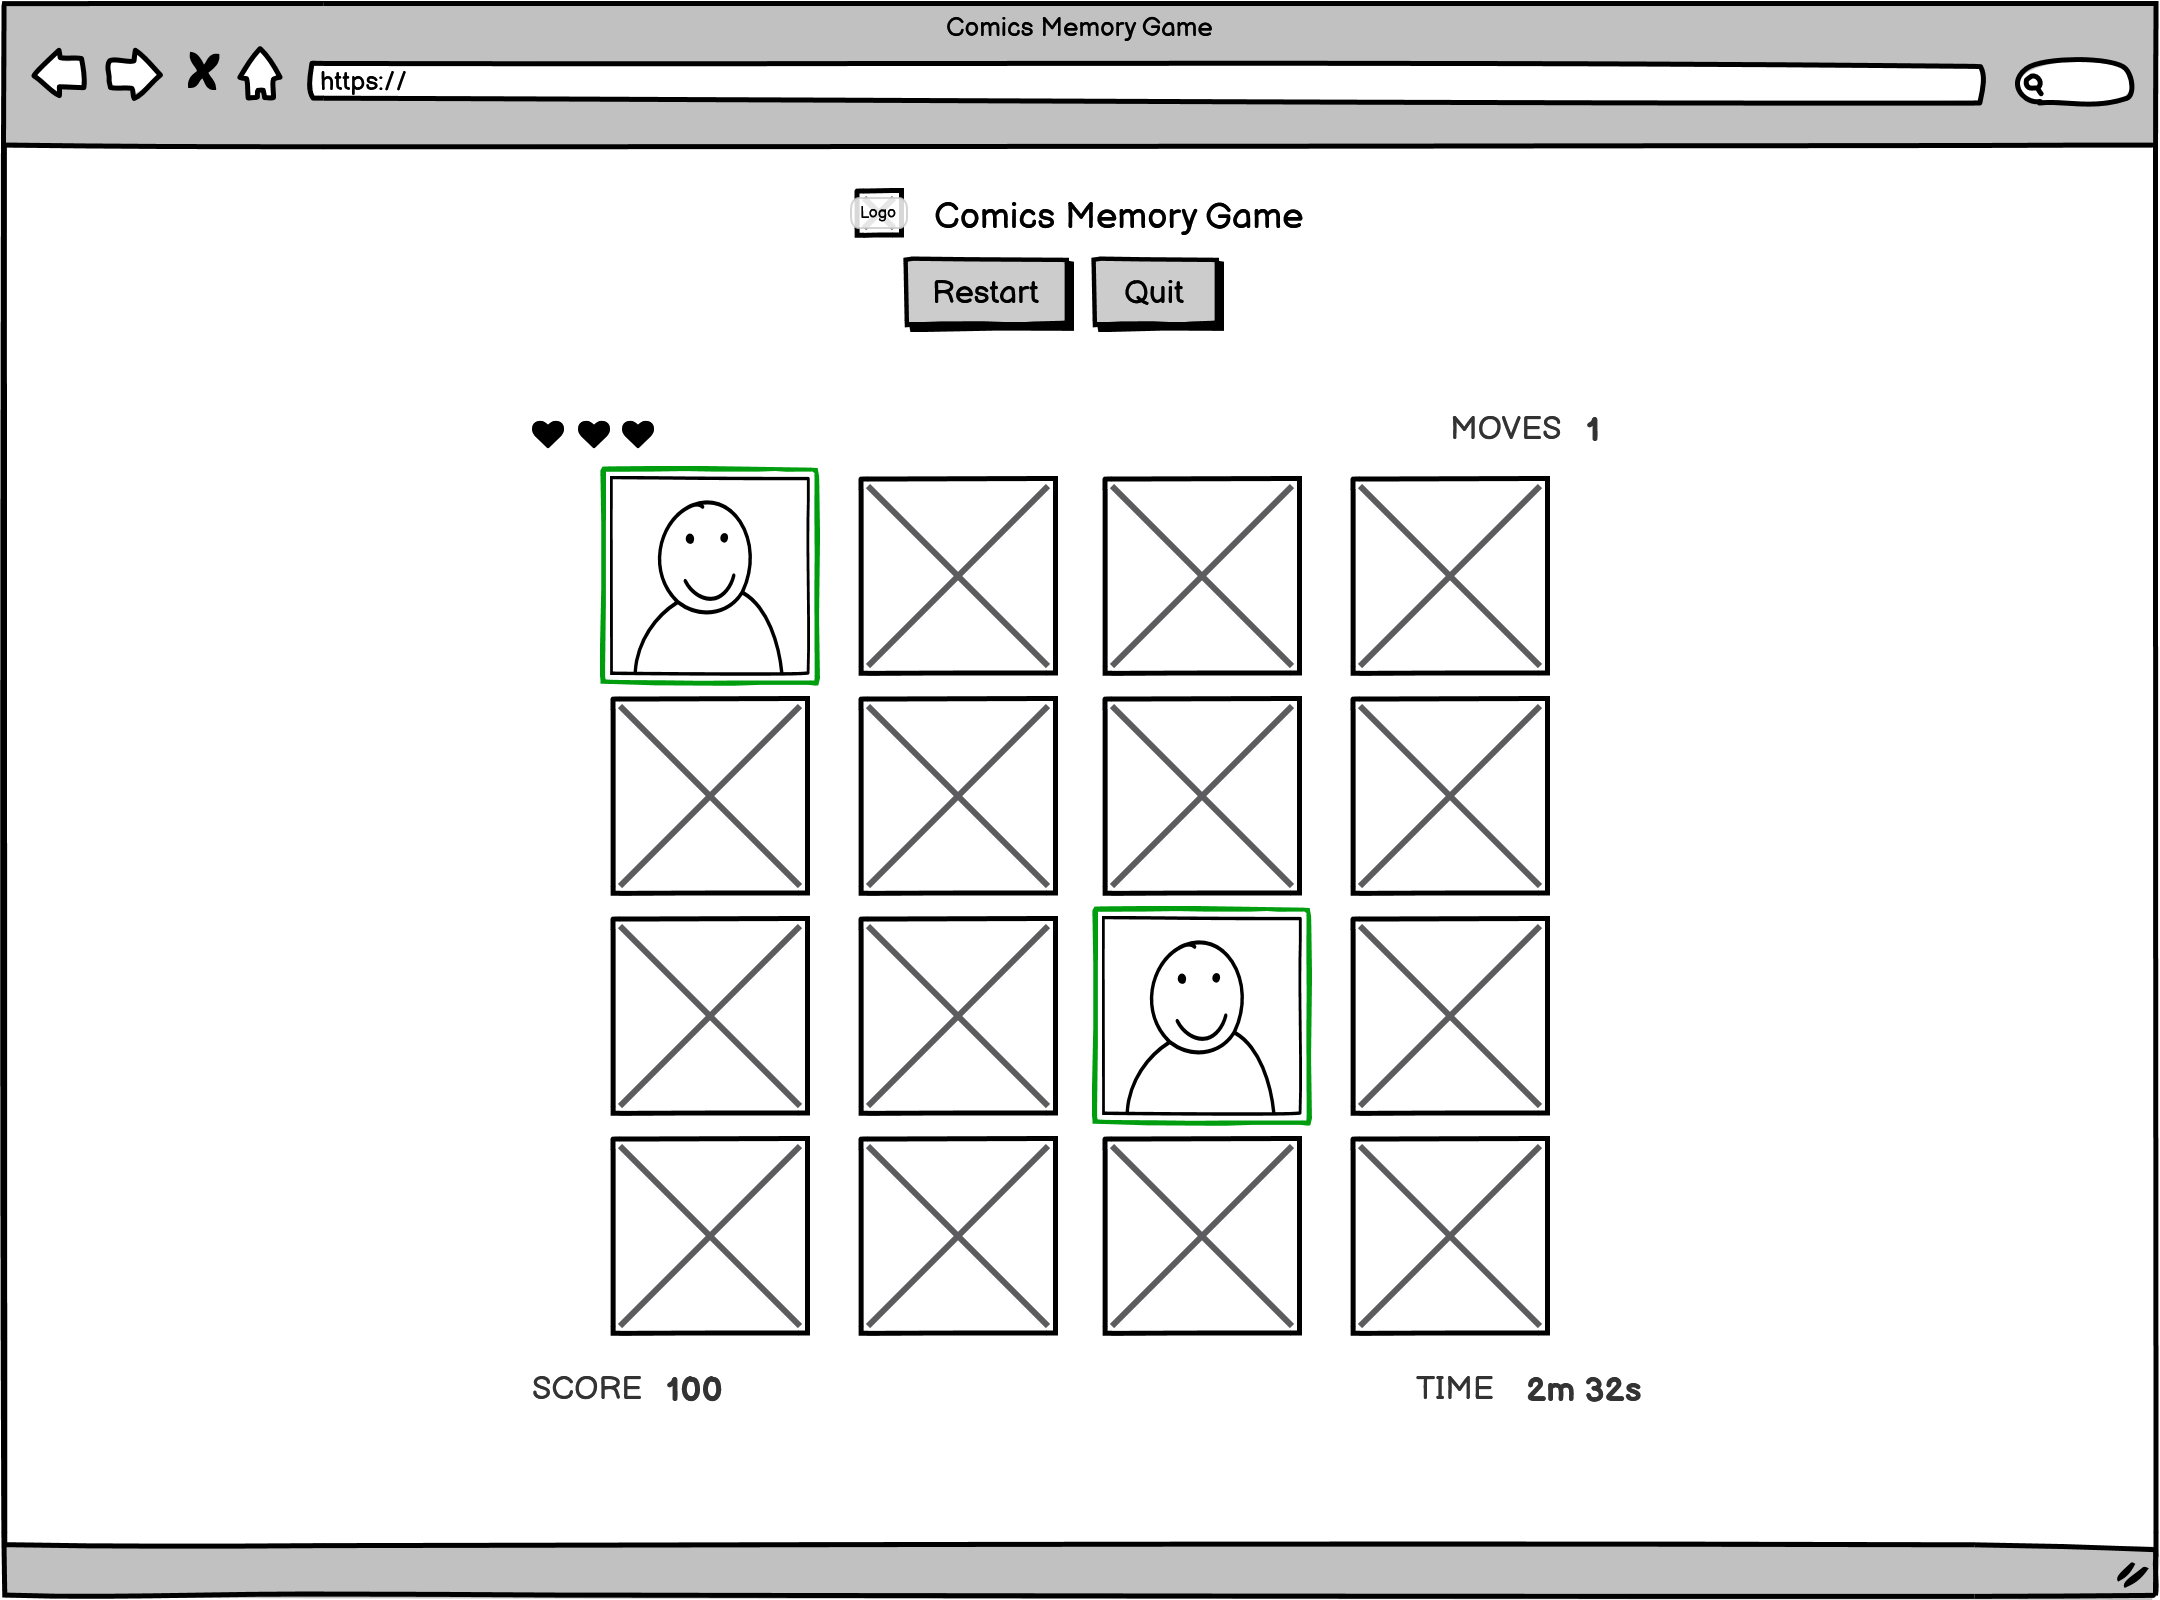 Comics Memory Game
https://
Logo
Comics Memory Game
Restart
Quit
MOVES 1
SCORE 100
TIME 2m 32s